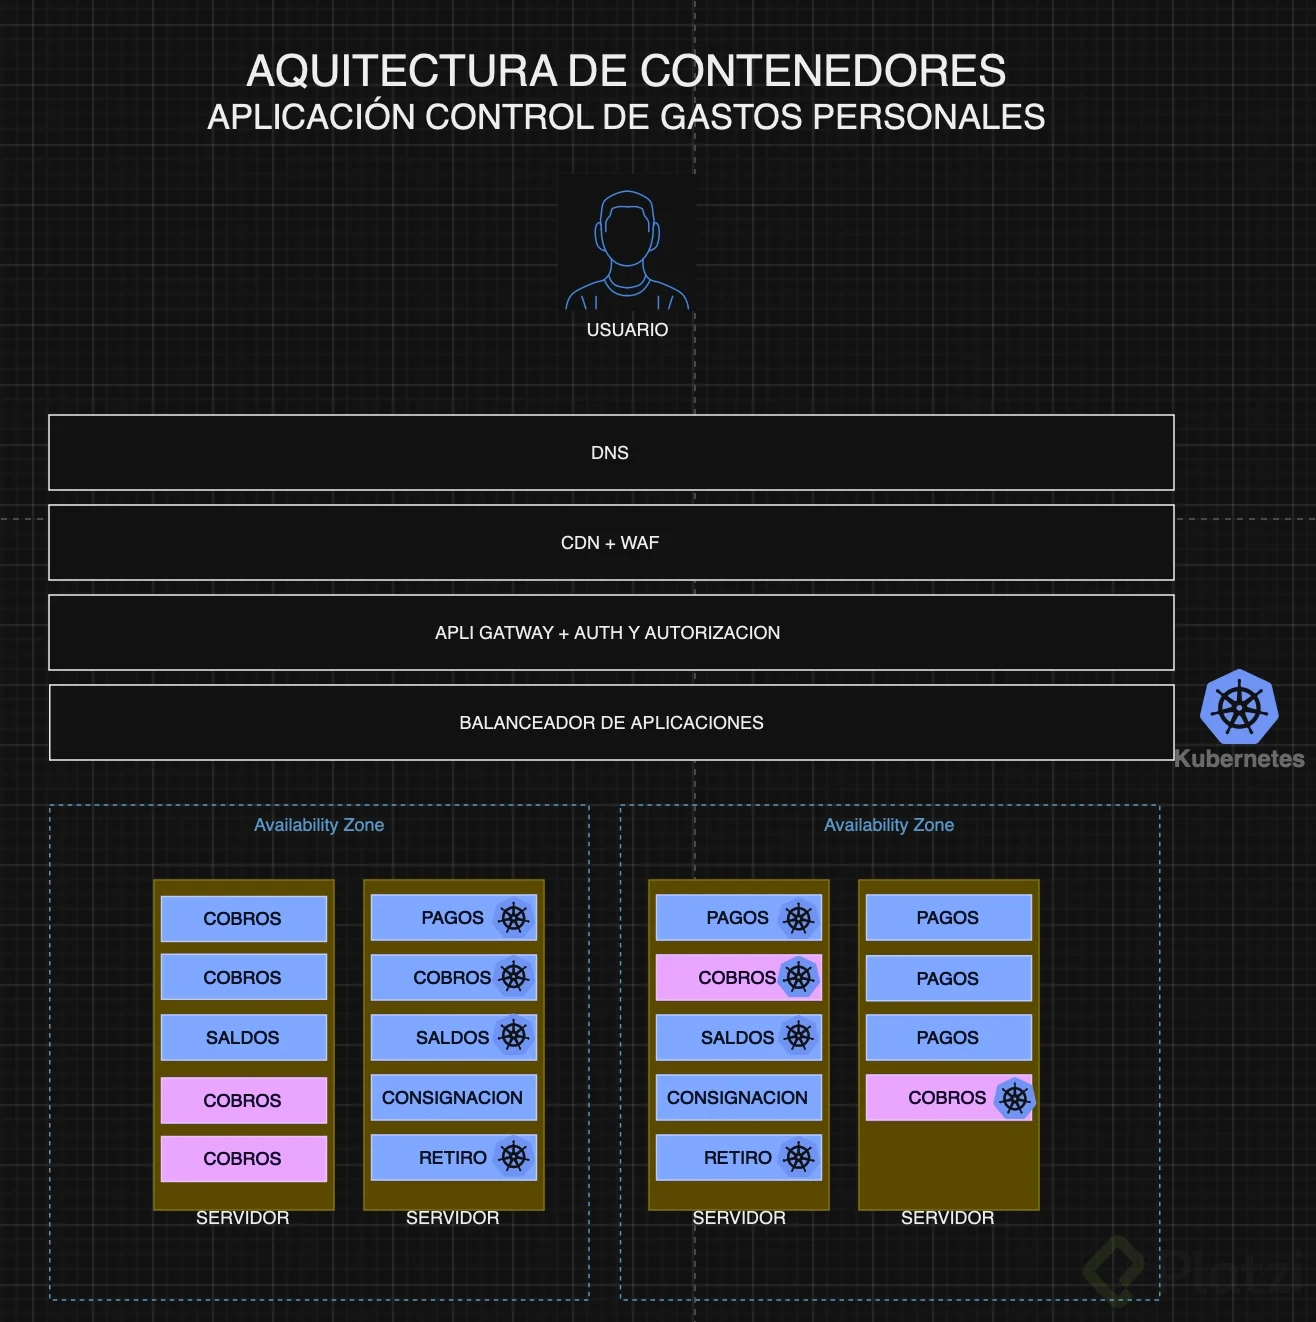 AQUITECTURA DE CONTENEDORES
APLICACIÓN CONTROL DE GASTOS PERSONALES
USUARIO
DNS
CDN + WAF
APLI GATWAY + AUTH Y AUTORIZACION
BALANCEADOR DE APLICACIONES
Kubernetes
Availability Zone
COBROS
COBROS
SALDOS
COBROS
COBROS
SERVIDOR
PAGOS
COBROS
SALDOS
CONSIGNACION
RETIRO
SERVIDOR
Availability Zone
PAGOS
COBROS
SALDOS
CONSIGNACION
RETIRO
SERVIDOR
PAGOS
PAGOS
PAGOS
COBROS
SERVIDOR
Platzi